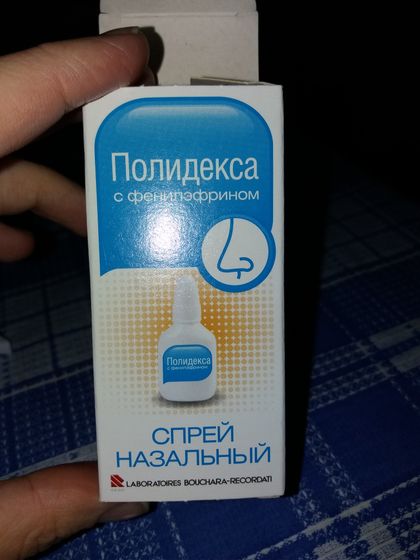 Полидекса
с фенилэфрином
Полидекса
с фенилэфрином
СПРЕЙ
НАЗАЛЬНЫЙ
LABORATOIRES BOUCHARA-RECORDATI